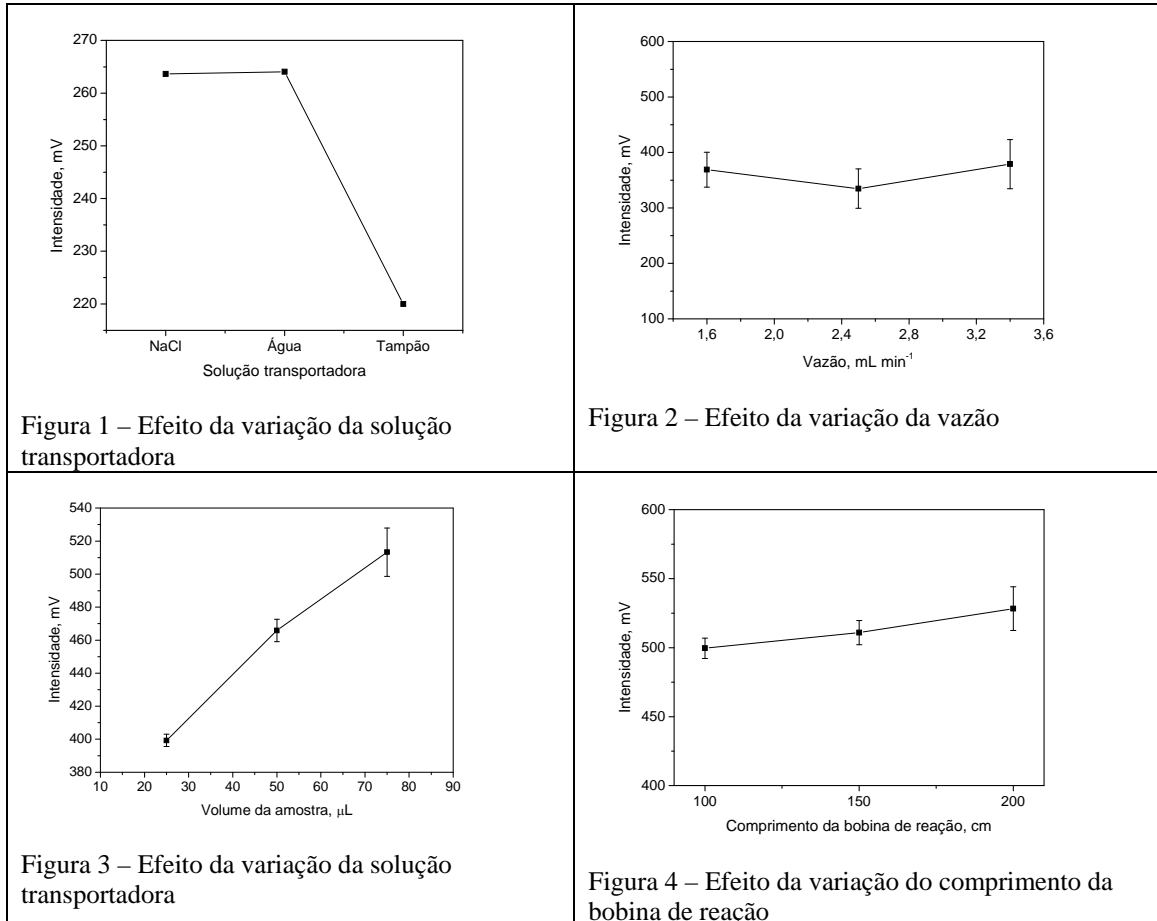 270
260
250
240
230
220
Intensidade, mV
NaCl Água Tampão
Solução transportadora
Figura 1 – Efeito da variação da solução
transportadora
600
500
400
300
200
100
Intensidade, mV
1,6 2,0 2,4 2,8 3,2 3,6
Vazão, mL min-1
Figura 2 – Efeito da variação da vazão
540
520
500
480
460
440
420
400
380
Intensidade, mV
10 20 30 40 50 60 70 80 90
Volume da amostra, μL
Figura 3 – Efeito da variação da solução
transportadora
600
550
500
450
400
Intensidade, mV
100 150 200
Comprimento da bobina de reação, cm
Figura 4 – Efeito da variação do comprimento da
bobina de reação